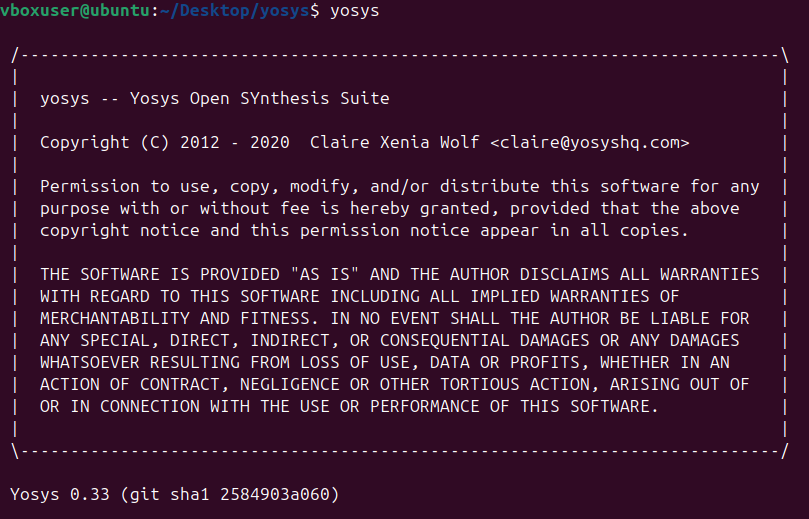 vboxuser@ubuntu:~/Desktop/yosys$ yosys
/----------------------------------------------------------------------------\
|                                                                            |
|  yosys -- Yosys Open SYnthesis Suite                                       |
|                                                                            |
|  Copyright (C) 2012 - 2020  Claire Xenia Wolf <claire@yosyshq.com>         |
|                                                                            |
|  Permission to use, copy, modify, and/or distribute this software for any  |
|  purpose with or without fee is hereby granted, provided that the above    |
|  copyright notice and this permission notice appear in all copies.         |
|                                                                            |
|  THE SOFTWARE IS PROVIDED "AS IS" AND THE AUTHOR DISCLAIMS ALL WARRANTIES  |
|  WITH REGARD TO THIS SOFTWARE INCLUDING ALL IMPLIED WARRANTIES OF          |
|  MERCHANTABILITY AND FITNESS. IN NO EVENT SHALL THE AUTHOR BE LIABLE FOR   |
|  ANY SPECIAL, DIRECT, INDIRECT, OR CONSEQUENTIAL DAMAGES OR ANY DAMAGES    |
|  WHATSOEVER RESULTING FROM LOSS OF USE, DATA OR PROFITS, WHETHER IN AN     |
|  ACTION OF CONTRACT, NEGLIGENCE OR OTHER TORTIOUS ACTION, ARISING OUT OF   |
|  OR IN CONNECTION WITH THE USE OR PERFORMANCE OF THIS SOFTWARE.            |
|                                                                            |
\----------------------------------------------------------------------------/
Yosys 0.33 (git sha1 2584903a060)